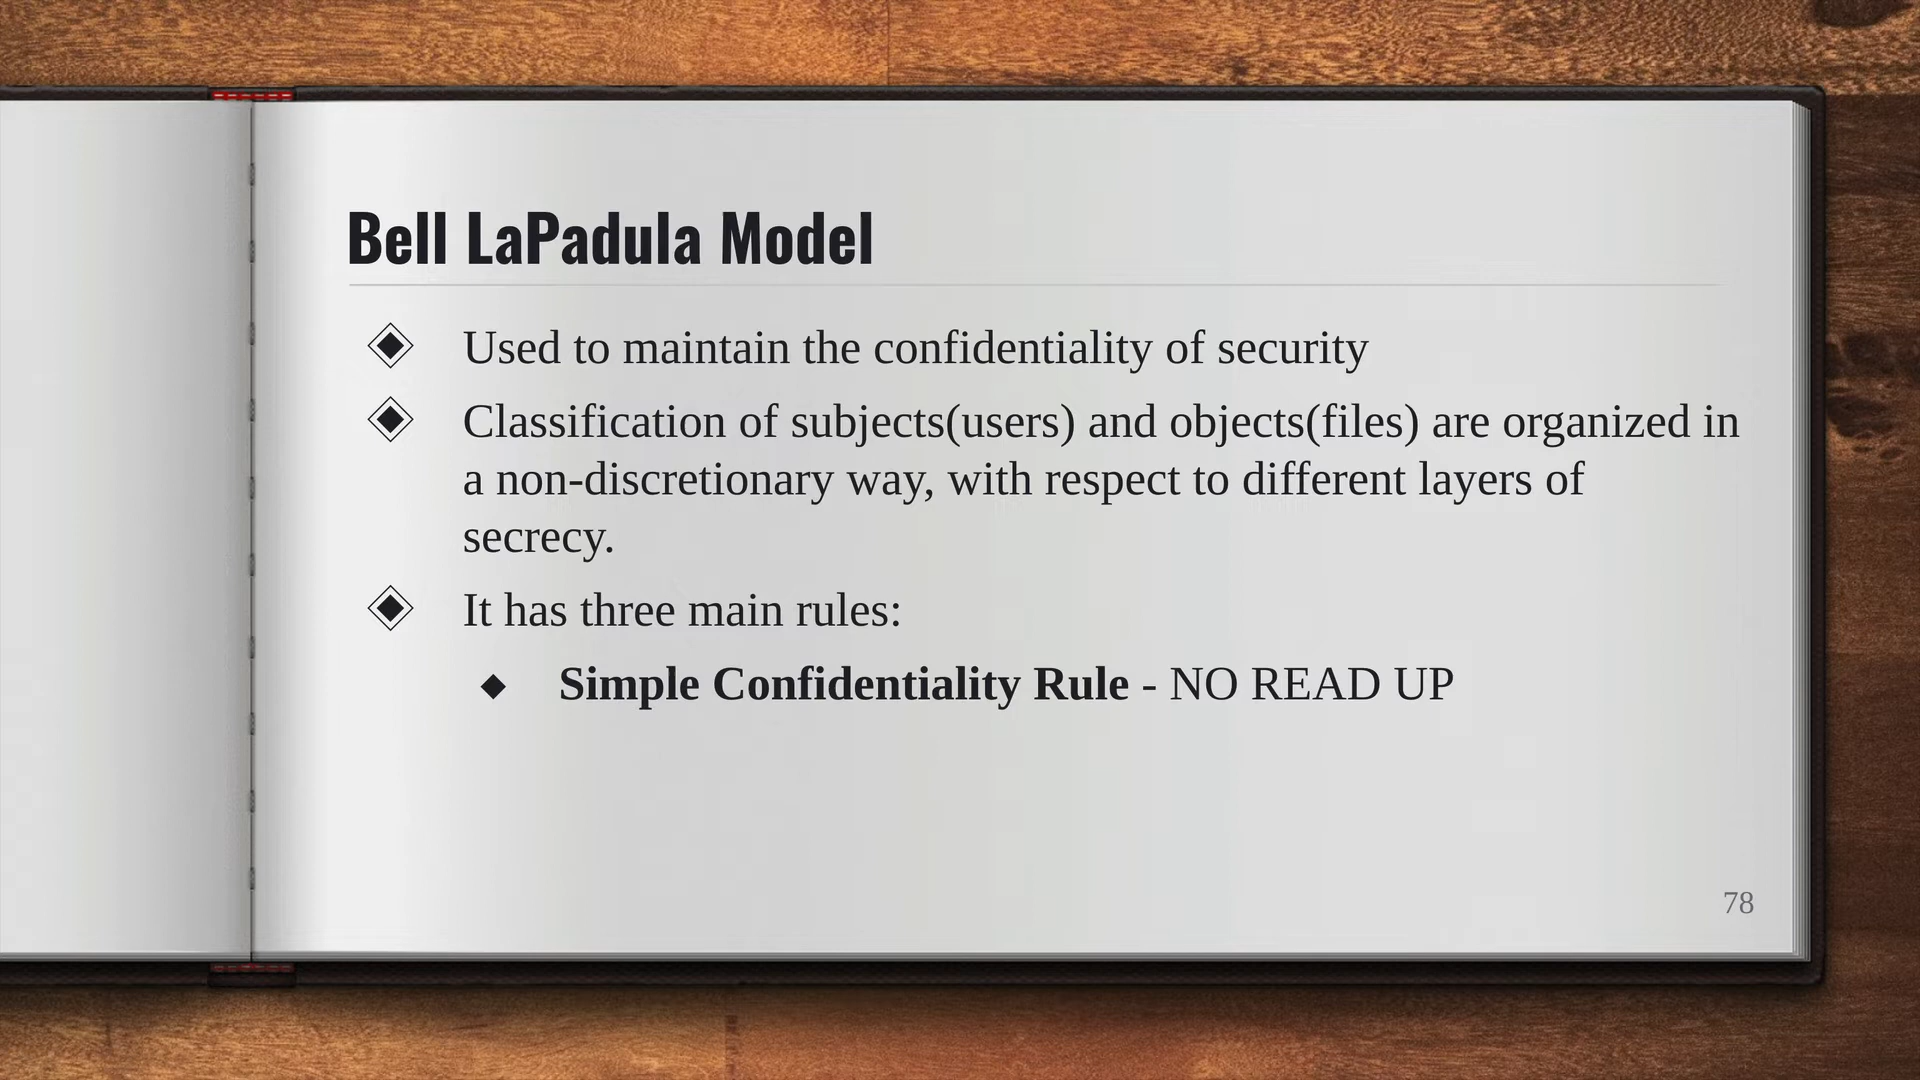 Bell LaPadula Model
Used to maintain the confidentiality of security
Classification of subjects(users) and objects(files) are organized in
a non-discretionary way, with respect to different layers of
secrecy.
It has three main rules:
Simple Confidentiality Rule - NO READ UP
78